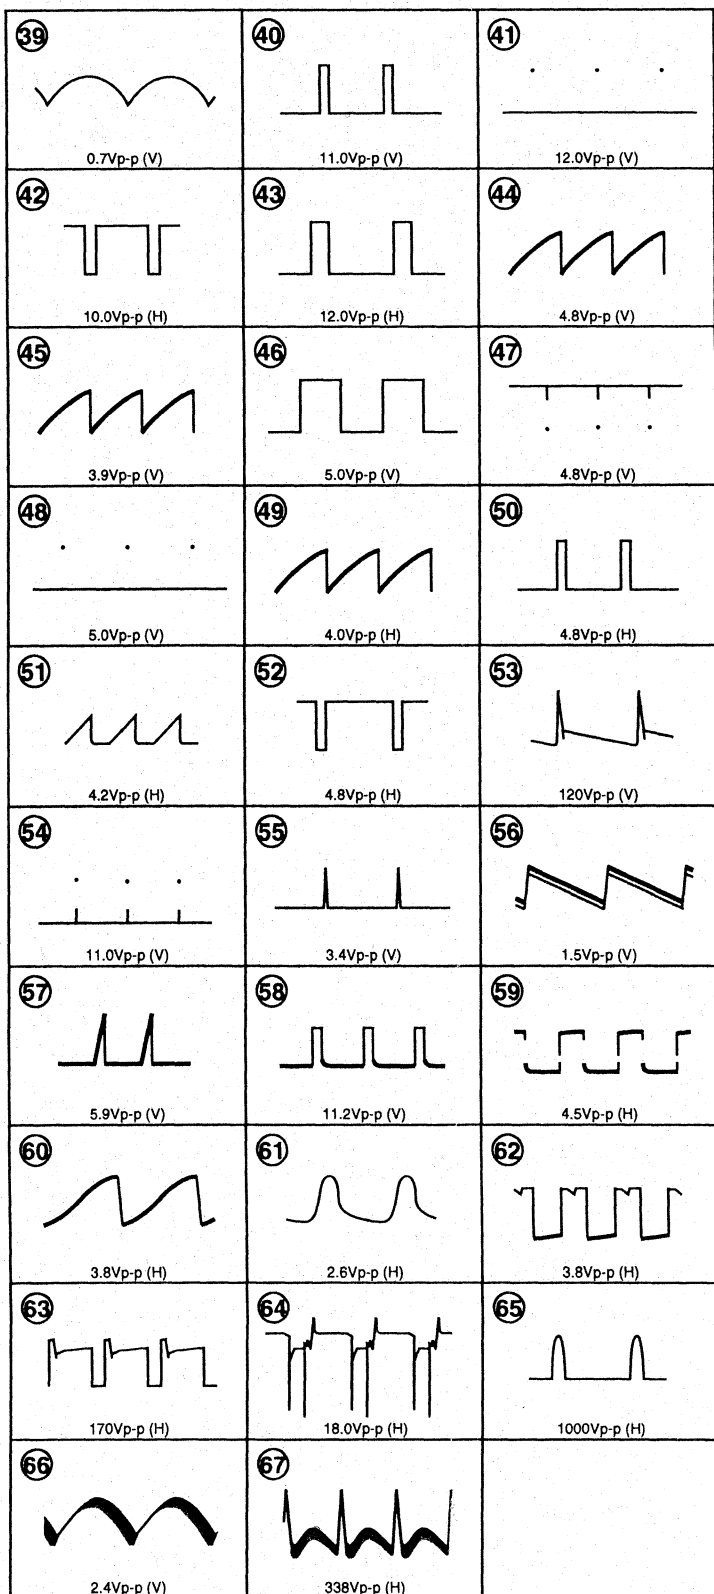 39 40 41
0.7Vp-p (V) 11.0Vp-p (V) 12.0Vp-p (V)
42 43 44
10.0Vp-p (H) 12.0Vp-p (H) 4.8Vp-p (V)
45 46 47
3.9Vp-p (V) 5.0Vp-p (V) 4.8Vp-p (V)
48 49 50
5.0Vp-p (V) 4.0Vp-p (H) 4.8Vp-p (H)
51 52 53
4.2Vp-p (H) 4.8Vp-p (H) 120Vp-p (V)
54 55 56
11.0Vp-p (V) 3.4Vp-p (V) 1.5Vp-p (V)
57 58 59
5.9Vp-p (V) 11.2Vp-p (V) 4.5Vp-p (H)
60 61 62
3.8Vp-p (H) 2.6Vp-p (H) 3.8Vp-p (H)
63 64 65
170Vp-p (H) 18.0Vp-p (H) 1000Vp-p (H)
66 67
2.4Vp-p (V) 338Vp-p (H)